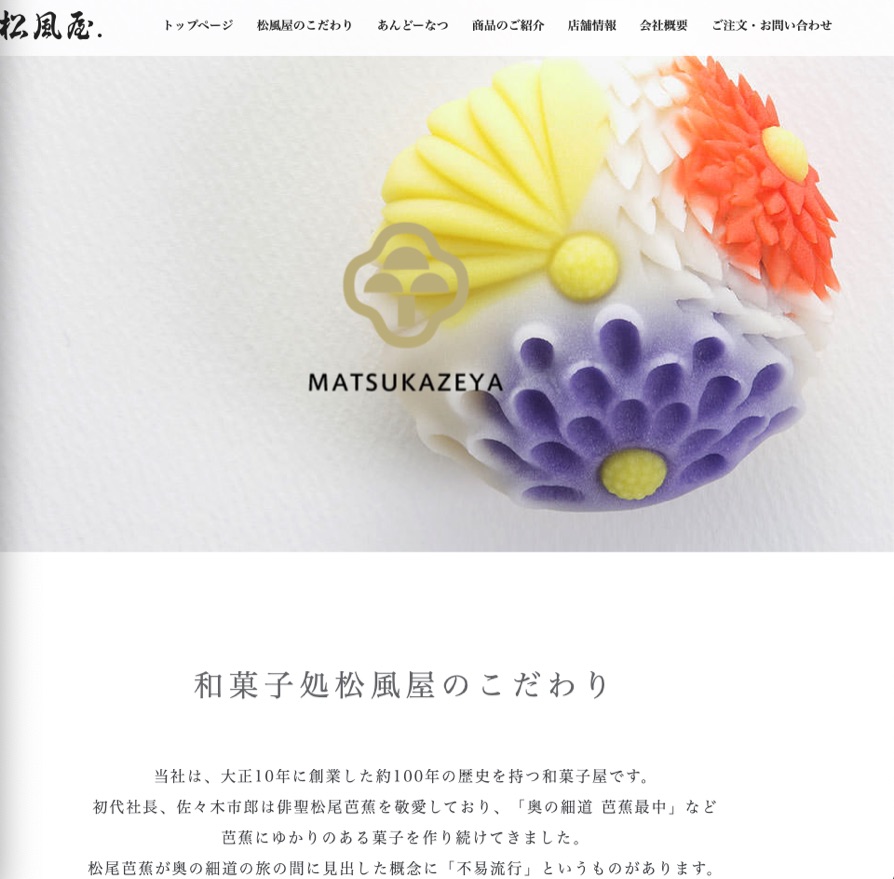 松風屋.
トップページ 松風屋のこだわり あんどーなつ 商品のご紹介 店舗情報 会社概要 ご注文・お問い合わせ
MATSUKAZEYA
和菓子処松風屋のこだわり
当社は、大正10年に創業した約100年の歴史を持つ和菓子屋です。
初代社長、佐々木市郎は俳聖松尾芭蕉を敬愛しており、「奥の細道 芭蕉最中」など
芭蕉にゆかりのある菓子を作り続けてきました。
松尾芭蕉が奥の細道の旅の間に見出した概念に「不易流行」というものがあります。